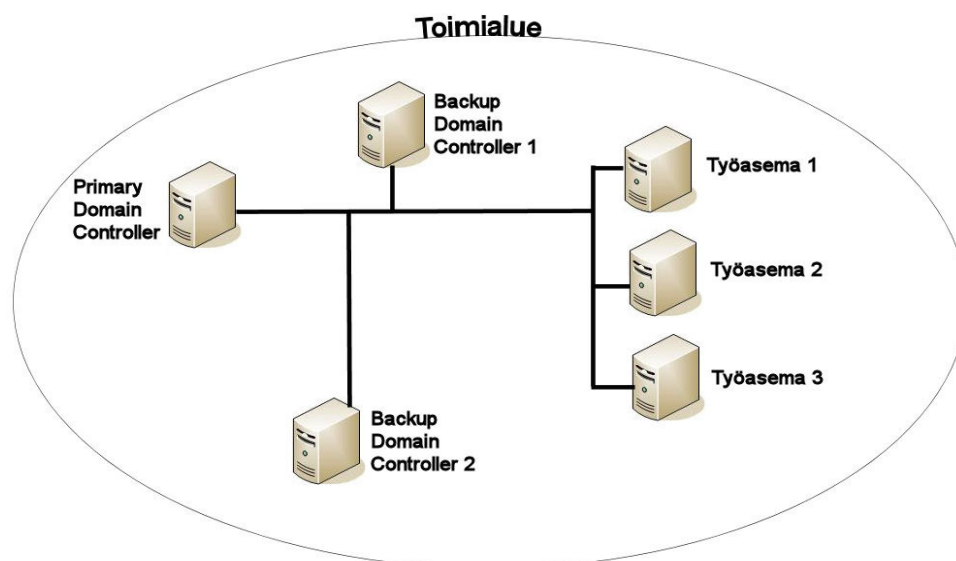 Toimialue
Backup
Domain
Controller 1
Primary
Domain
Controller
Työasema 1
Työasema 2
Työasema 3
Backup
Domain
Controller 2